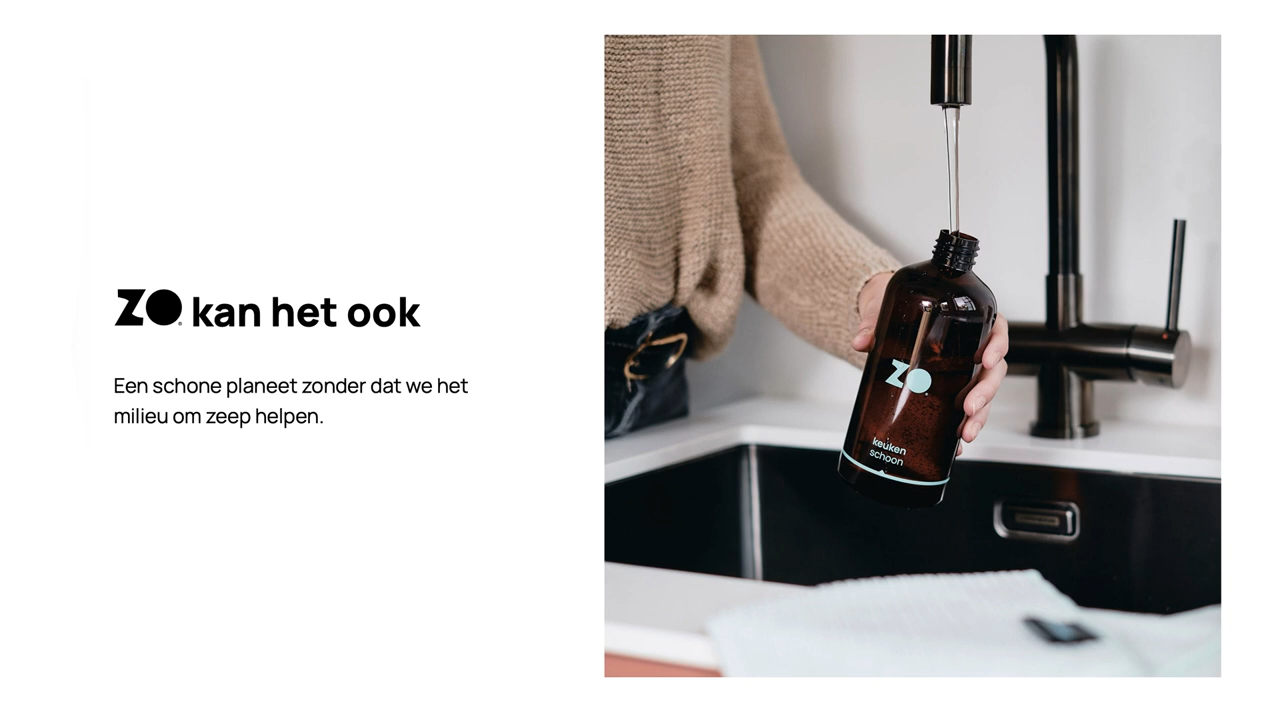 ZO kan het ook
Een schone planeet zonder dat we het
milieu om zeep helpen.
ZO
keuken
schoon